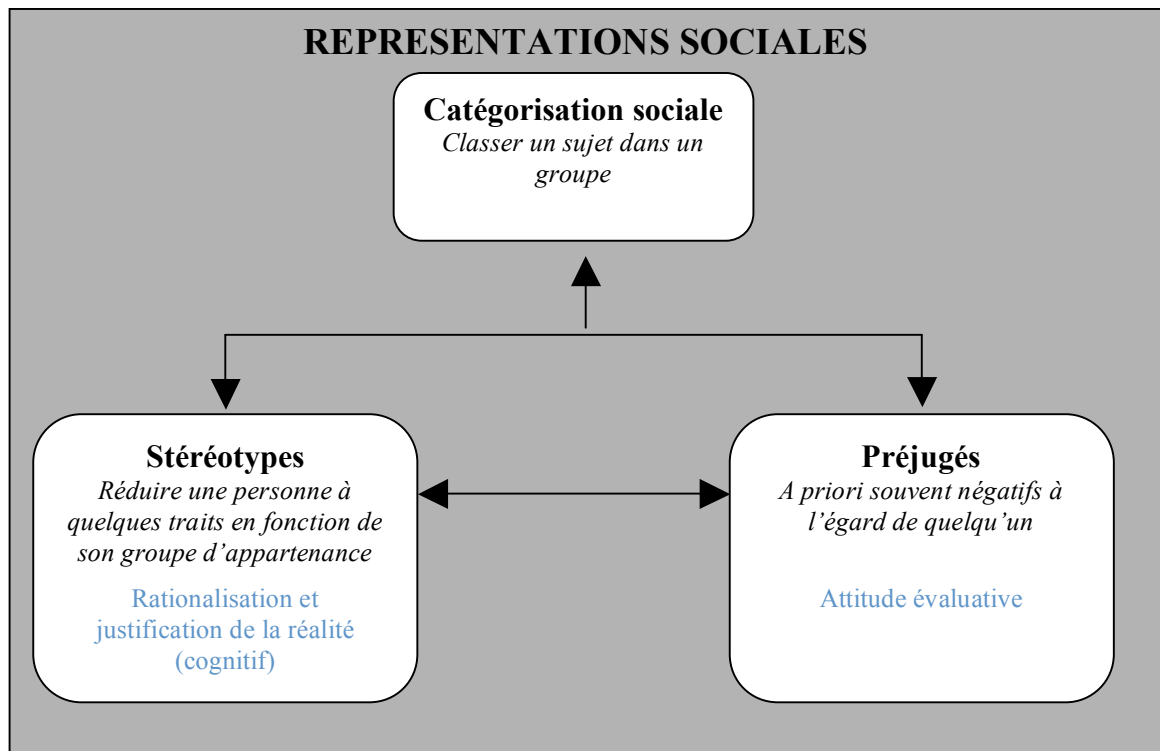 REPRESENTATIONS SOCIALES
Catégorisation sociale
Classer un sujet dans un
groupe
Stéréotypes
Réduire une personne à
quelques traits en fonction de
son groupe d’appartenance
Rationalisation et
justification de la réalité
(cognitif)
Préjugés
A priori souvent négatifs à
l’égard de quelqu’un
Attitude évaluative